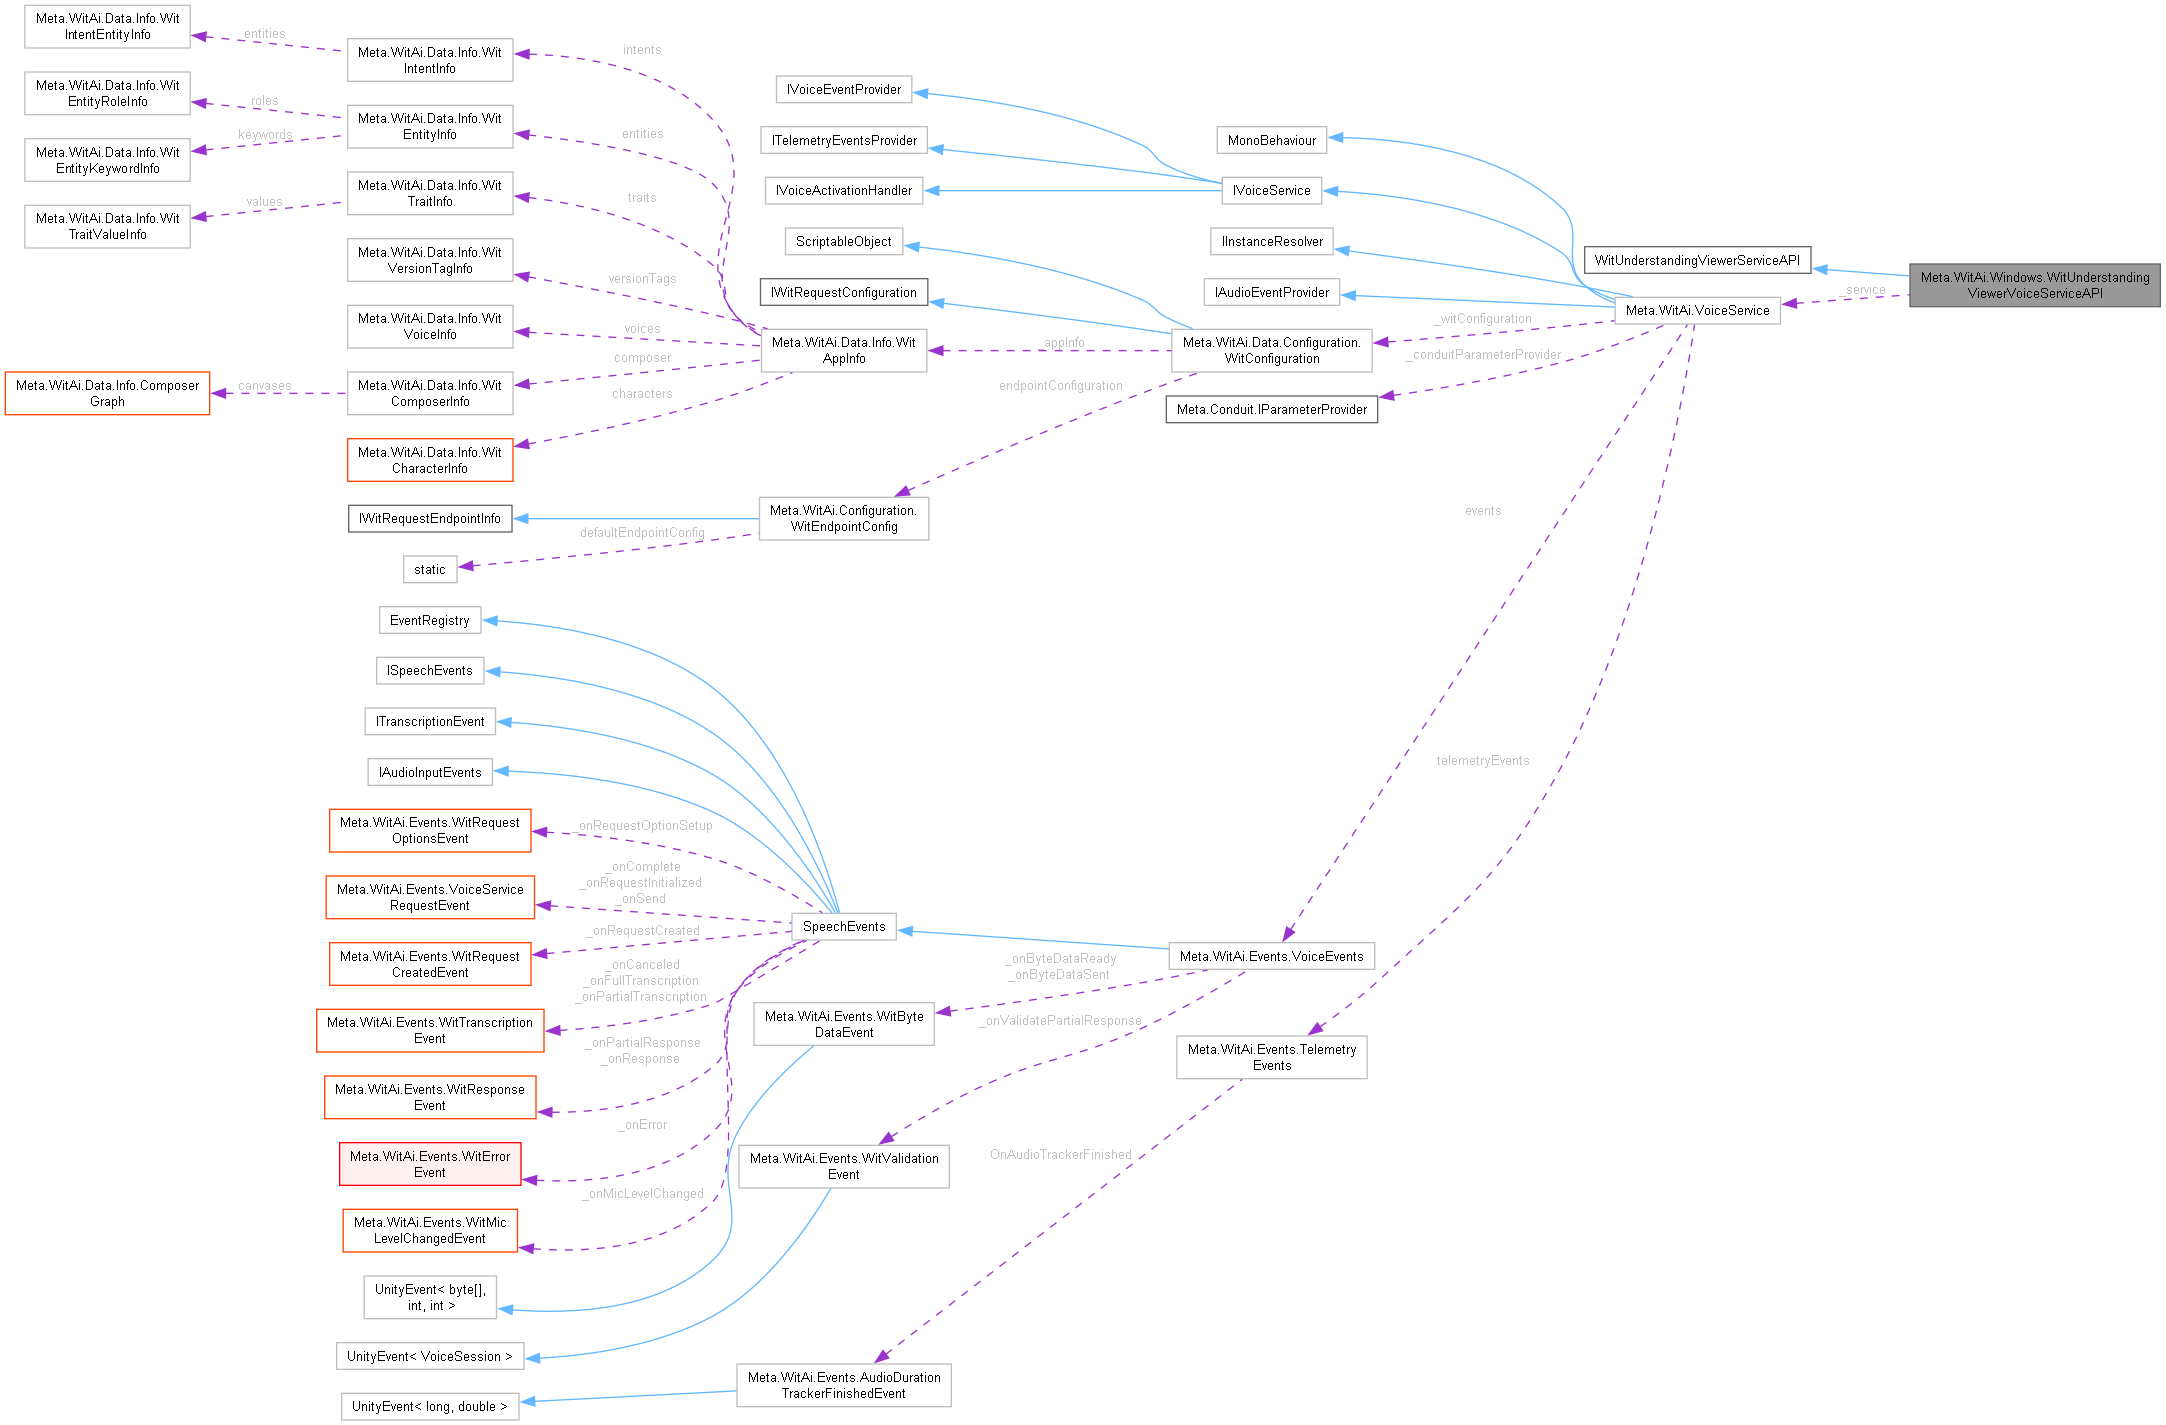 Meta.WitAi.Data.Info.Wit
IntentEntityInfo
entities
Meta.WitAi.Data.Info.Wit
IntentInfo
intents
Meta.WitAi.Data.Info.Wit
EntityRoleInfo
roles
Meta.WitAi.Data.Info.Wit
EntityInfo
entities
keywords
Meta.WitAi.Data.Info.Wit
EntityKeywordInfo
Meta.WitAi.Data.Info.Wit
TraitInfo
traits
values
Meta.WitAi.Data.Info.Wit
TraitValueInfo
Meta.WitAi.Data.Info.Wit
VersionTagInfo
versionTags
Meta.WitAi.Data.Info.Wit
VoiceInfo
voices
composer
Meta.WitAi.Data.Info.Composer
Graph
canvases
Meta.WitAi.Data.Info.Wit
ComposerInfo
characters
Meta.WitAi.Data.Info.Wit
CharacterInfo
IVoiceEventProvider
ITelemetryEventsProvider
IVoiceActivationHandler
ScriptableObject
IWitRequestConfiguration
Meta.WitAi.Data.Info.Wit
AppInfo
appInfo
MonoBehaviour
IVoiceService
IInstanceResolver
IAudioEventProvider
_witConfiguration
Meta.WitAi.Data.Configuration.
WitConfiguration
_conduitParameterProvider
Meta.Conduit.IParameterProvider
endpointConfiguration
WitUnderstandingViewerServiceAPI
Meta.WitAi.VoiceService
_service
Meta.WitAi.Windows.WitUnderstanding
ViewerVoiceServiceAPI
IWitRequestEndpointInfo
Meta.WitAi.Configuration.
WitEndpointConfig
defaultEndpointConfig
static
events
telemetryEvents
EventRegistry
ISpeechEvents
ITranscriptionEvent
IAudioInputEvents
Meta.WitAi.Events.WitRequest
OptionsEvent
_onRequestOptionSetup
Meta.WitAi.Events.VoiceService
RequestEvent
_onComplete
_onRequestInitialized
_onSend
Meta.WitAi.Events.WitRequest
CreatedEvent
_onRequestCreated
SpeechEvents
Meta.WitAi.Events.VoiceEvents
Meta.WitAi.Events.WitTranscription
Event
_onCanceled
_onFullTranscription
_onPartialTranscription
_onByteDataReady
_onByteDataSent
Meta.WitAi.Events.WitByte
DataEvent
_onValidatePartialResponse
Meta.WitAi.Events.Telemetry
Events
Meta.WitAi.Events.WitResponse
Event
_onPartialResponse
_onResponse
Meta.WitAi.Events.WitError
Event
_onError
Meta.WitAi.Events.WitValidation
Event
OnAudioTrackerFinished
Meta.WitAi.Events.WitMic
LevelChangedEvent
_onMicLevelChanged
UnityEvent< byte[],
int, int >
UnityEvent< VoiceSession >
Meta.WitAi.Events.AudioDuration
TrackerFinishedEvent
UnityEvent< long, double >